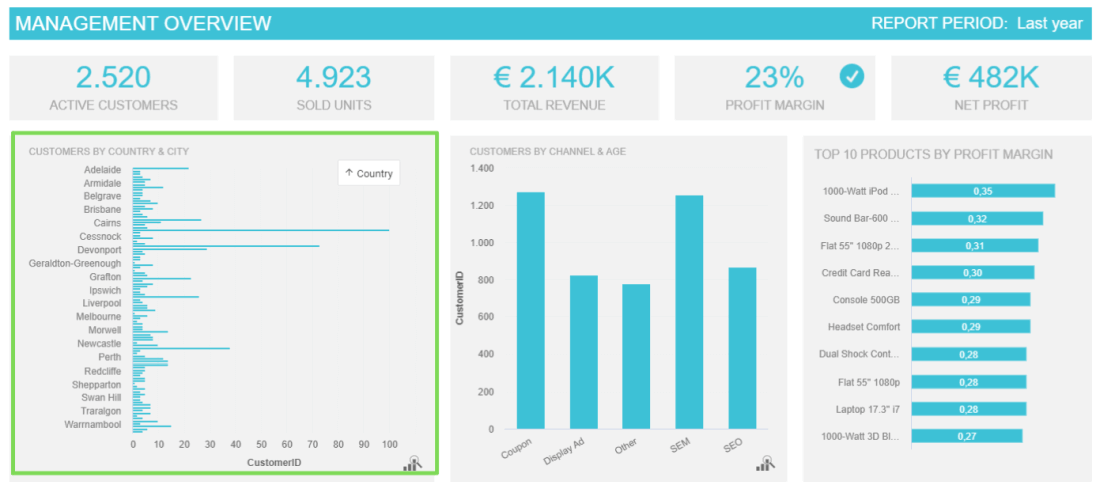 MANAGEMENT OVERVIEW
REPORT PERIOD: Last year
2.520
ACTIVE CUSTOMERS
4.923
SOLD UNITS
€ 2.140K
TOTAL REVENUE
23%
PROFIT MARGIN
€ 482K
NET PROFIT
CUSTOMERS BY COUNTRY & CITY
↑ Country
Adelaide
Armidale
Belgrave
Brisbane
Cairns
Cessnock
Devonport
Geraldton-Greenough
Grafton
Ipswich
Liverpool
Melbourne
Morwell
Newcastle
Perth
Redcliffe
Shepparton
Swan Hill
Traralgon
Warrnambool
0 10 20 30 40 50 60 70 80 90 100
CustomerID
CUSTOMERS BY CHANNEL & AGE
1.400
1.200
1.000
800
600
400
200
0
CustomerID
Coupon Display Ad Other SEM SEO
TOP 10 PRODUCTS BY PROFIT MARGIN
1000-Watt iPod ... 0,35
Sound Bar-600 ... 0,32
Flat 55" 1080p 2... 0,31
Credit Card Rea... 0,30
Console 500GB 0,29
Headset Comfort 0,29
Dual Shock Cont... 0,28
Flat 55" 1080p 0,28
Laptop 17.3" i7 0,28
1000-Watt 3D Bl... 0,27